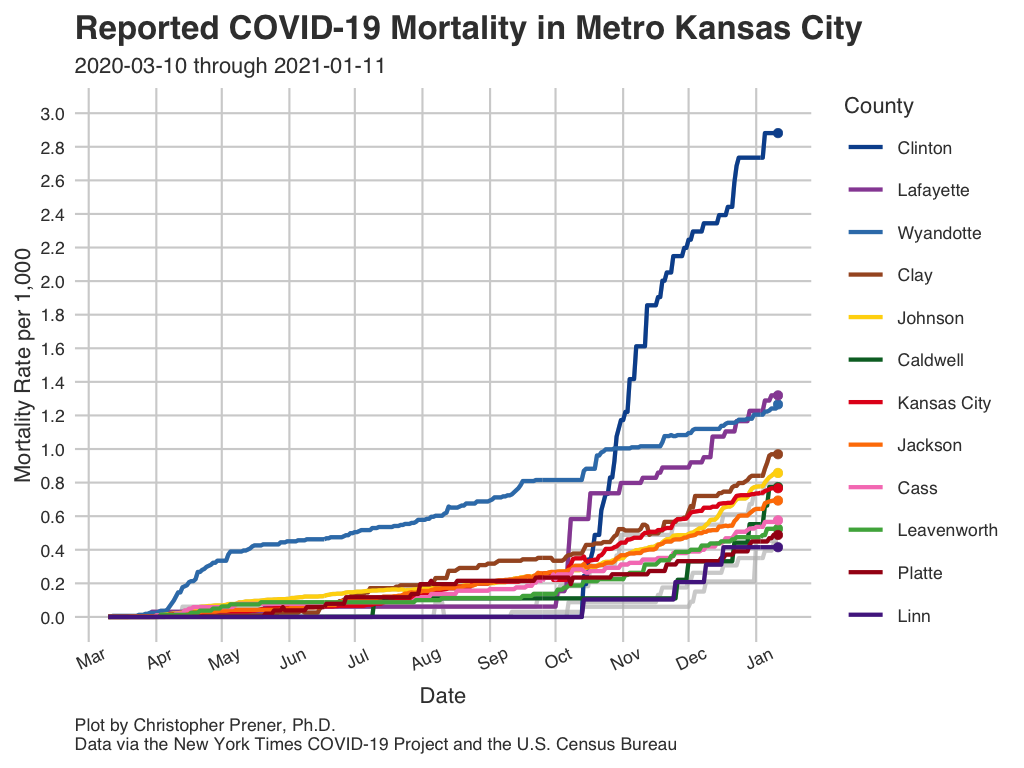 Reported COVID-19 Mortality in Metro Kansas City
2020-03-10 through 2021-01-11
Mortality Rate per 1,000
3.0
2.8
2.6
2.4
2.2
2.0
1.8
1.6
1.4
1.2
1.0
0.8
0.6
0.4
0.2
0.0
Mar
Apr
May
Jun
Jul
Aug
Sep
Oct
Nov
Dec
Jan
Date
County
Clinton
Lafayette
Wyandotte
Clay
Johnson
Caldwell
Kansas City
Jackson
Cass
Leavenworth
Platte
Linn
Plot by Christopher Prener, Ph.D.
Data via the New York Times COVID-19 Project and the U.S. Census Bureau